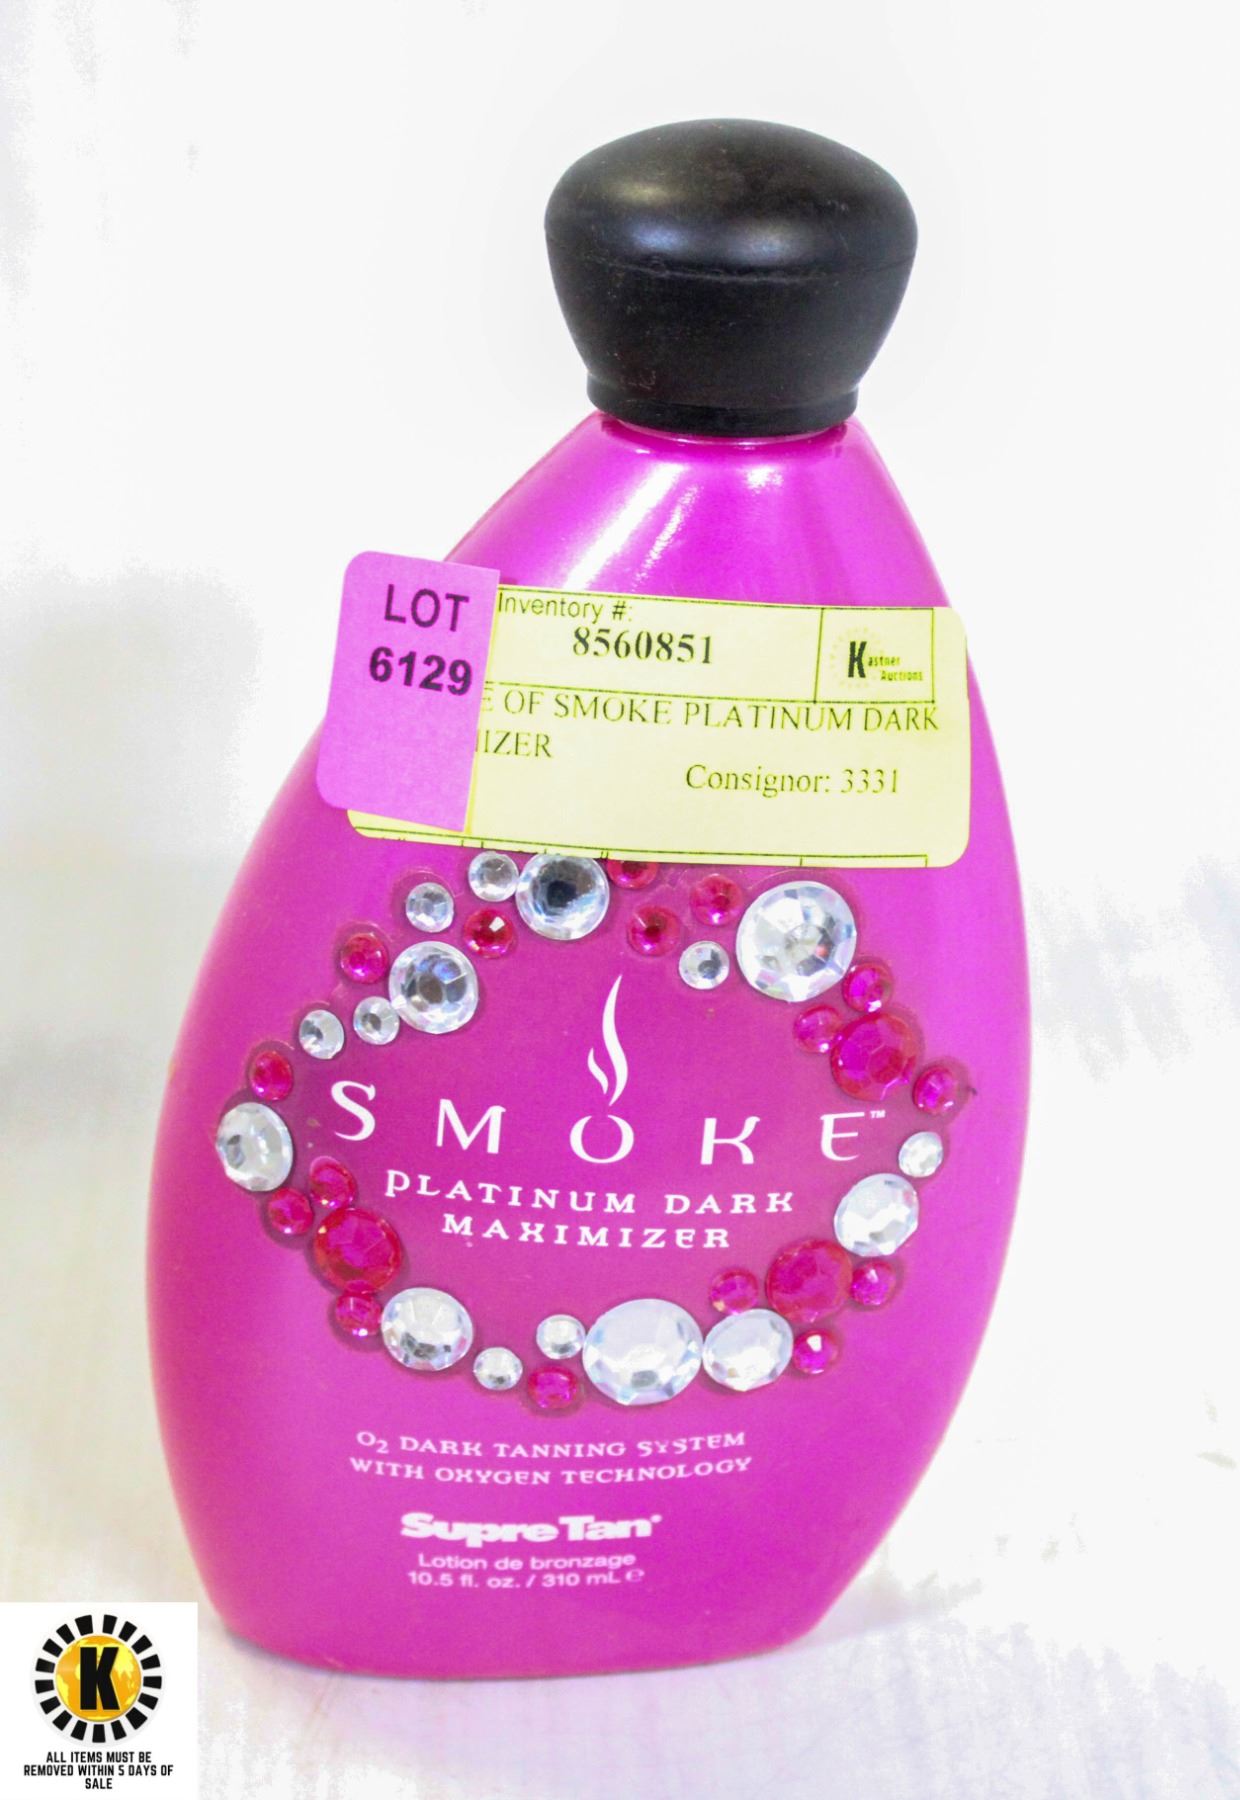 LOT
6129
Inventory #:
8560851
Kastner
Auctions
E OF SMOKE PLATINUM DARK
IZER
Consignor: 3331
SMOKE™
PLATINUM DARK
MAXIMIZER
O2 DARK TANNING SYSTEM
WITH OXYGEN TECHNOLOGY
Supre Tan®
Lotion de bronzage
10.5 fl. oz. / 310 mL ℮
K
ALL ITEMS MUST BE
REMOVED WITHIN 5 DAYS OF
SALE